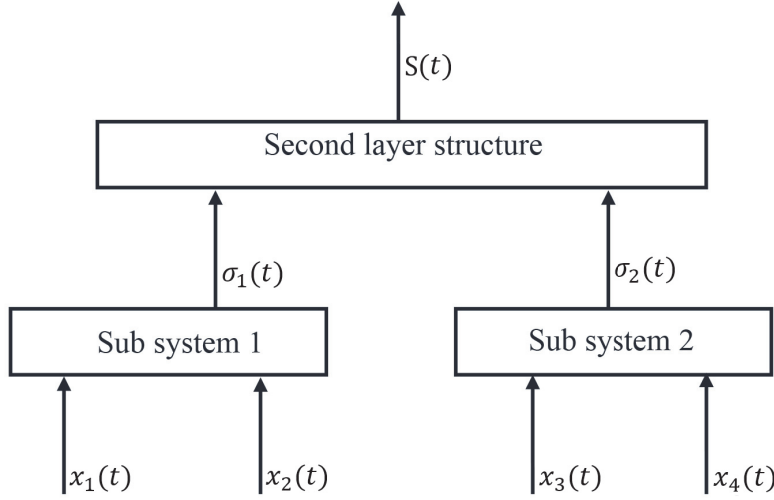 S(t)
Second layer structure
σ₁(t)
σ₂(t)
Sub system 1
Sub system 2
x₁(t)
x₂(t)
x₃(t)
x₄(t)